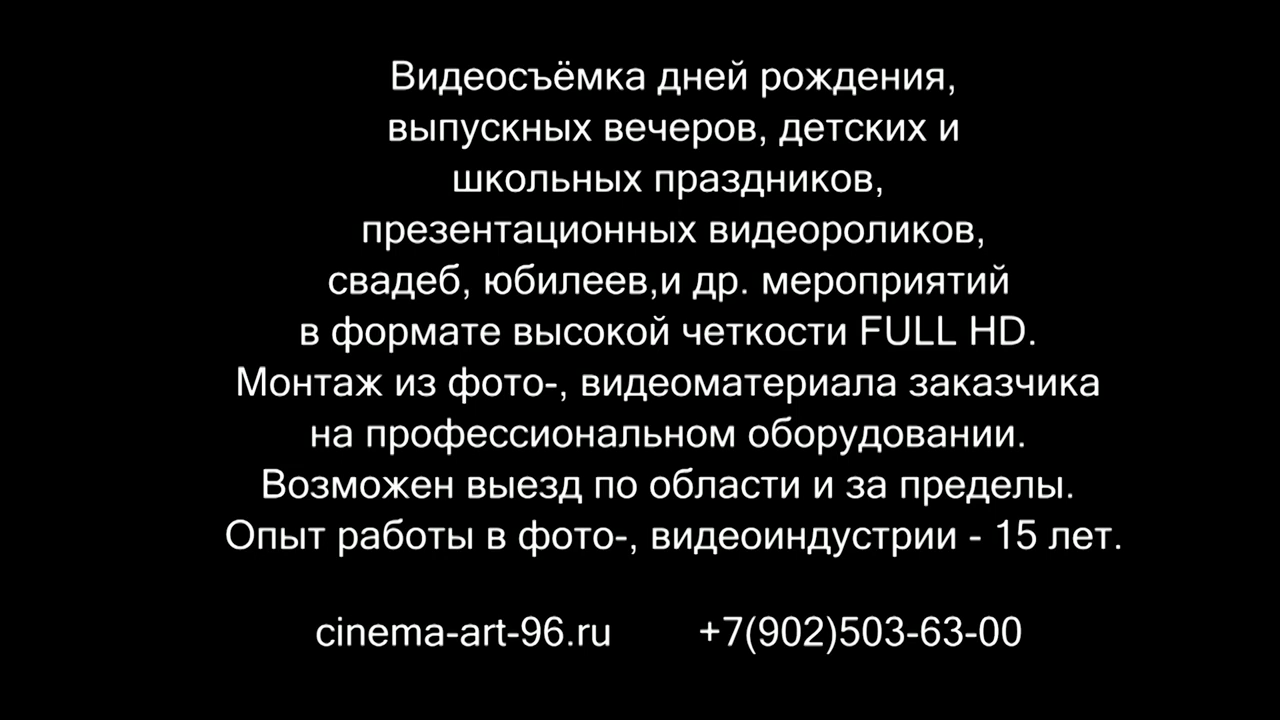 Видеосъёмка дней рождения,
выпускных вечеров, детских и
школьных праздников,
презентационных видеороликов,
свадеб, юбилеев,и др. мероприятий
в формате высокой четкости FULL HD.
Монтаж из фото-, видеоматериала заказчика
на профессиональном оборудовании.
Возможен выезд по области и за пределы.
Опыт работы в фото-, видеоиндустрии - 15 лет.
cinema-art-96.ru +7(902)503-63-00